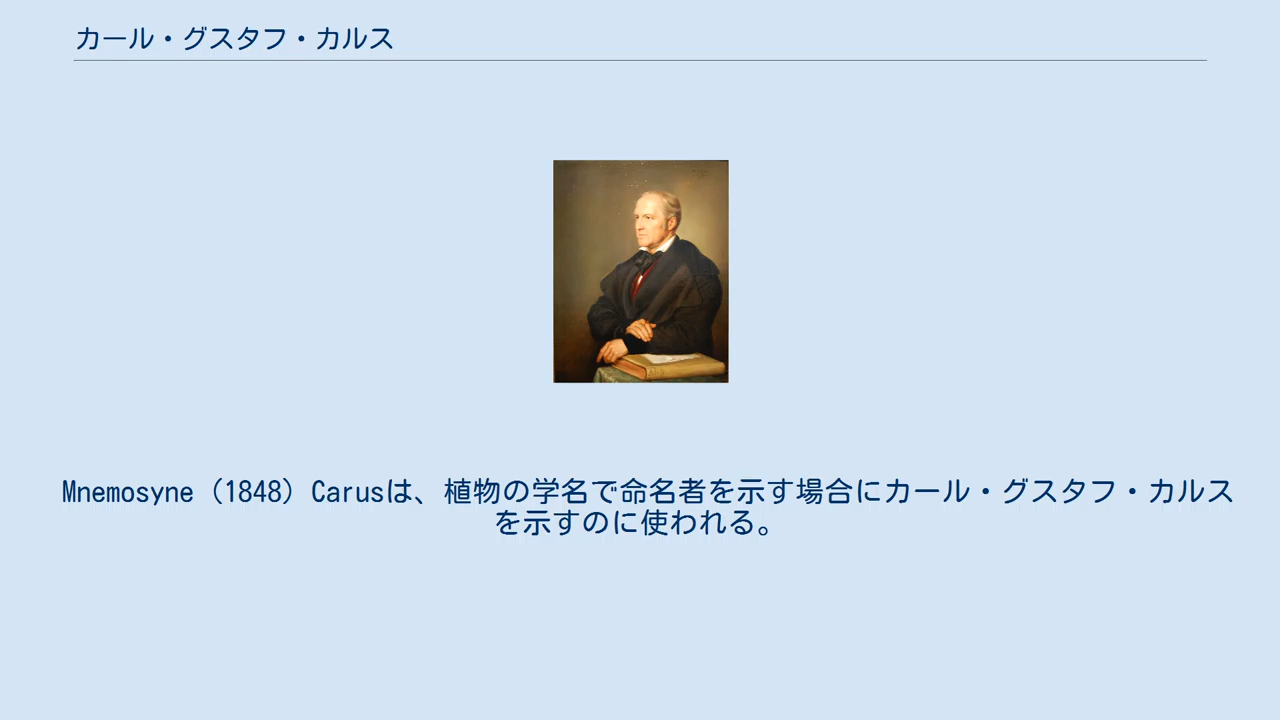 カール・グスタフ・カルス
Mnemosyne（1848）Carusは、植物の学名で命名者を示す場合にカール・グスタフ・カルス
を示すのに使われる。